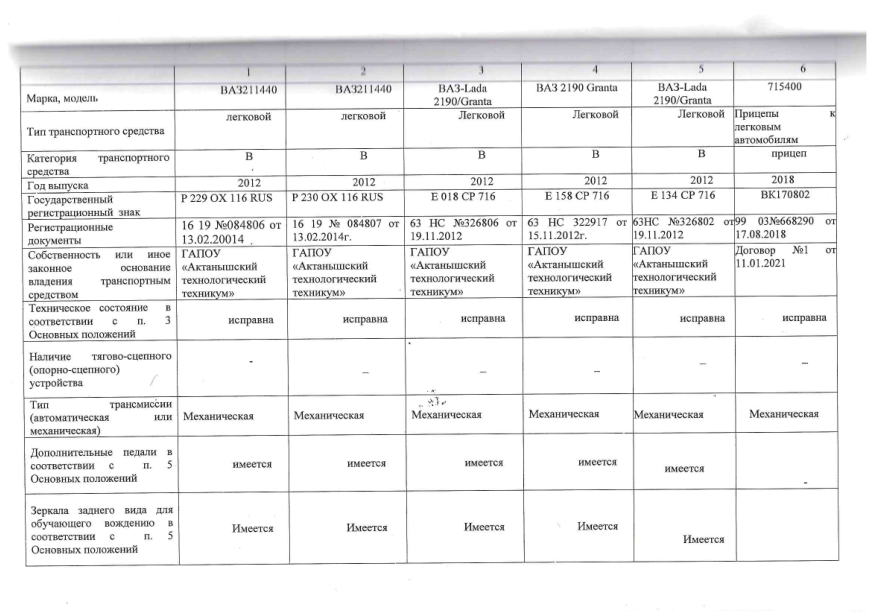 1 2 3 4 5 6
Марка, модель ВАЗ211440 ВАЗ211440 ВАЗ-Lada ВАЗ 2190 Granta ВАЗ-Lada 715400
2190/Granta 2190/Granta
Тип транспортного средства легковой легковой Легковой Легковой Легковой Прицепы к
легковым
автомобилям
Категория транспортного В В В В В прицеп
средства
Год выпуска 2012 2012 2012 2012 2012 2018
Государственный Р 229 ОХ 116 RUS Р 230 ОХ 116 RUS Е 018 СР 716 Е 158 СР 716 Е 134 СР 716 ВК170802
регистрационный знак
Регистрационные 16 19 №084806 от 16 19 № 084807 от 63 НС №326806 от 63 НС 322917 от 63НС №326802 от 99 03№668290 от
документы 13.02.20014 13.02.2014г. 19.11.2012 15.11.2012г. 19.11.2012 17.08.2018
Собственность или иное ГАПОУ ГАПОУ ГАПОУ ГАПОУ ГАПОУ Договор №1 от
законное основание «Актанышский «Актанышский «Актанышский «Актанышский «Актанышский 11.01.2021
владения транспортным технологический технологический технологический технологический технологический
средством техникум» техникум» техникум» техникум» техникум»
Техническое состояние в
соответствии с п. 3 исправна исправна исправна исправна исправна исправна
Основных положений
Наличие тягово-сцепного - – – – – –
(опорно-сцепного)
устройства
Тип трансмиссии
(автоматическая или Механическая Механическая Механическая Механическая Механическая Механическая
механическая)
Дополнительные педали в
соответствии с п. 5 имеется имеется имеется имеется имеется -
Основных положений
Зеркала заднего вида для
обучающего вождению в Имеется Имеется Имеется Имеется Имеется
соответствии с п. 5
Основных положений